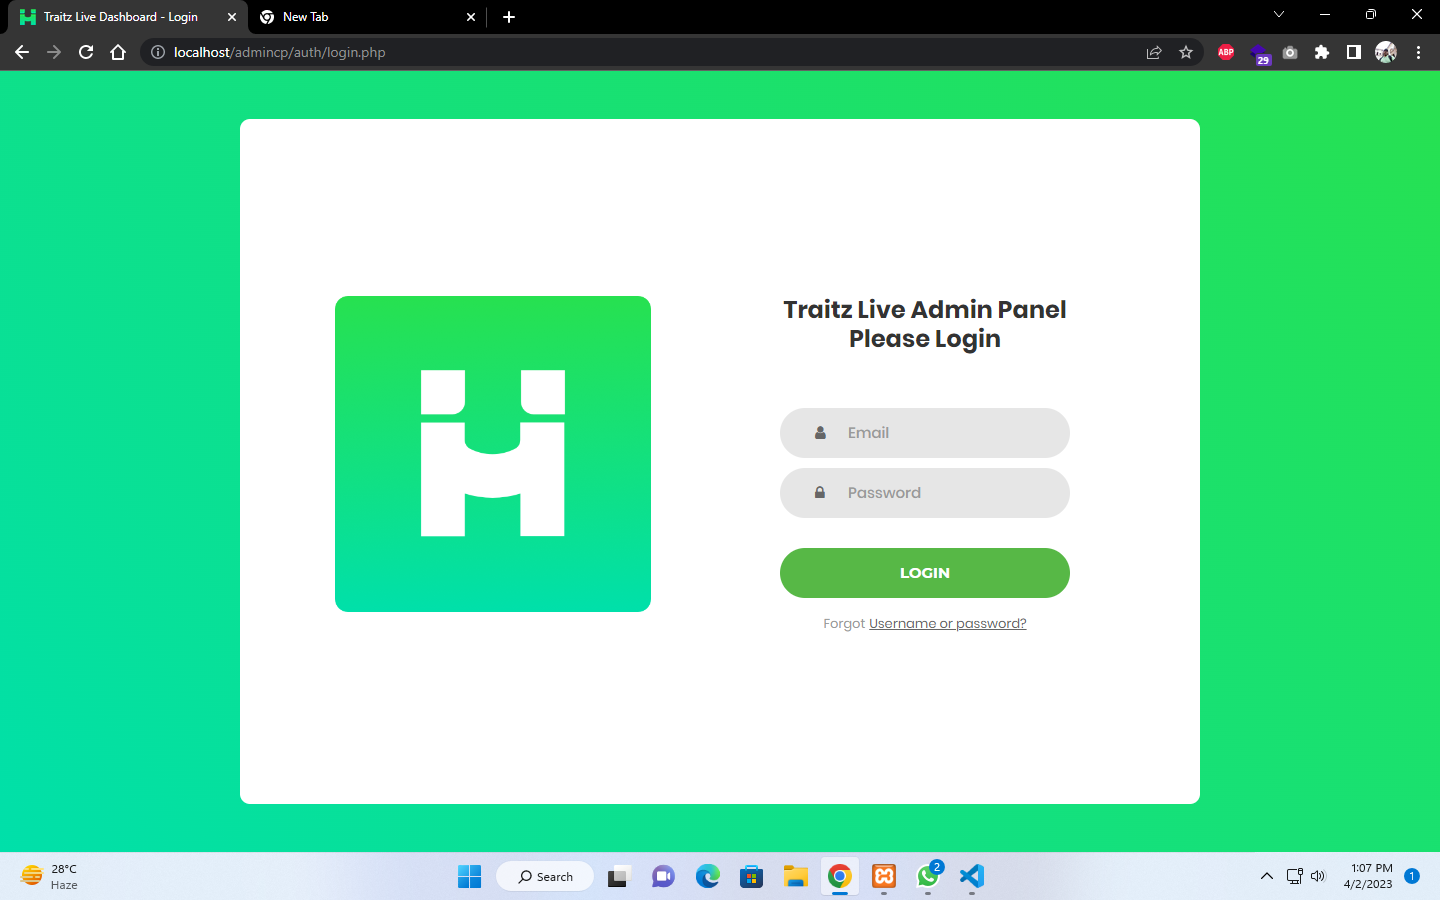 Traitz Live Dashboard - Login
New Tab
localhost/admincp/auth/login.php
ABP
29
Traitz Live Admin Panel
Please Login
Email
Password
LOGIN
Forgot Username or password?
28°C
Haze
Search
2
1:07 PM
4/2/2023
1